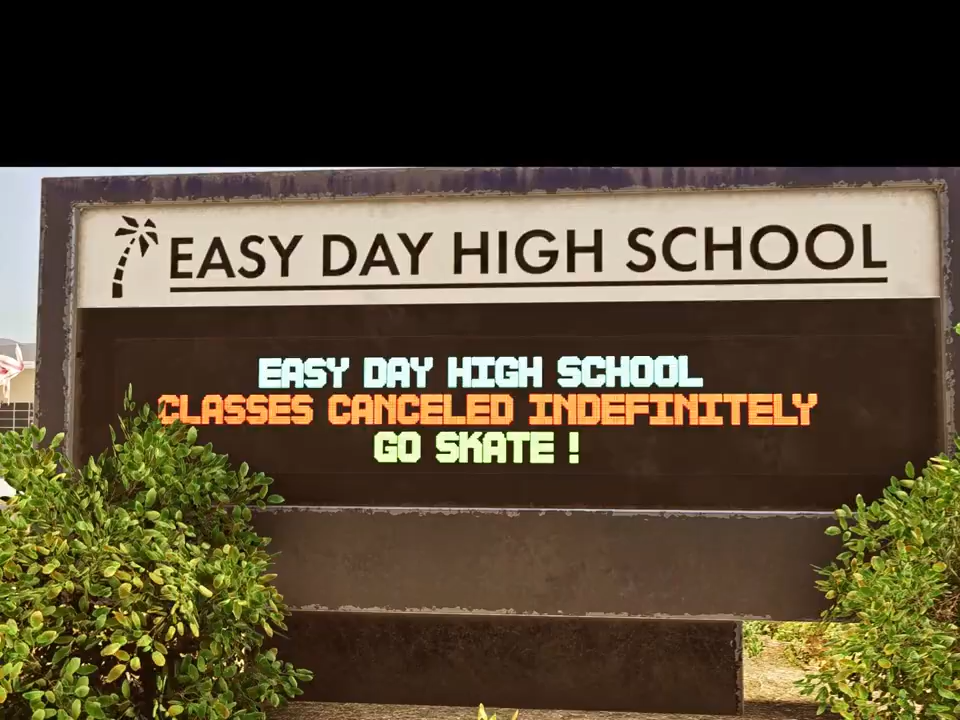 EASY DAY HIGH SCHOOL
EASY DAY HIGH SCHOOL
CLASSES CANCELED INDEFINITELY
GO SKATE !